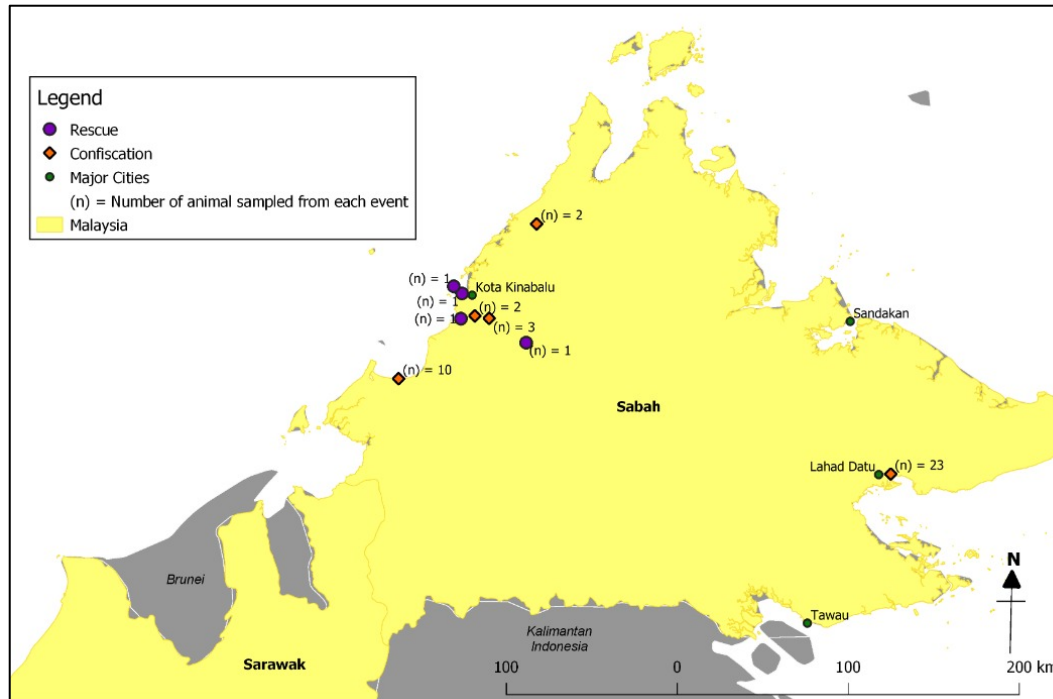 Legend
Rescue
Confiscation
Major Cities
(n) = Number of animal sampled from each event
Malaysia
(n) = 2
(n) = 1
Kota Kinabalu
(n) = 1
(n) = 2
(n) = 1
(n) = 3
(n) = 1
(n) = 10
Sandakan
Sabah
Lahad Datu
(n) = 23
Brunei
N
Tawau
Kalimantan
Indonesia
Sarawak
100
0
100
200 km